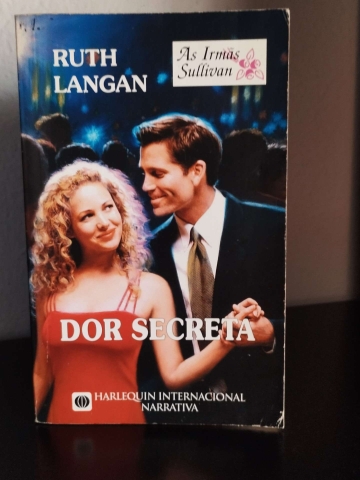 RUTH
LANGAN
As Irmãs
Sullivan
DOR SECRETA
HARLEQUIN INTERNACIONAL
NARRATIVA